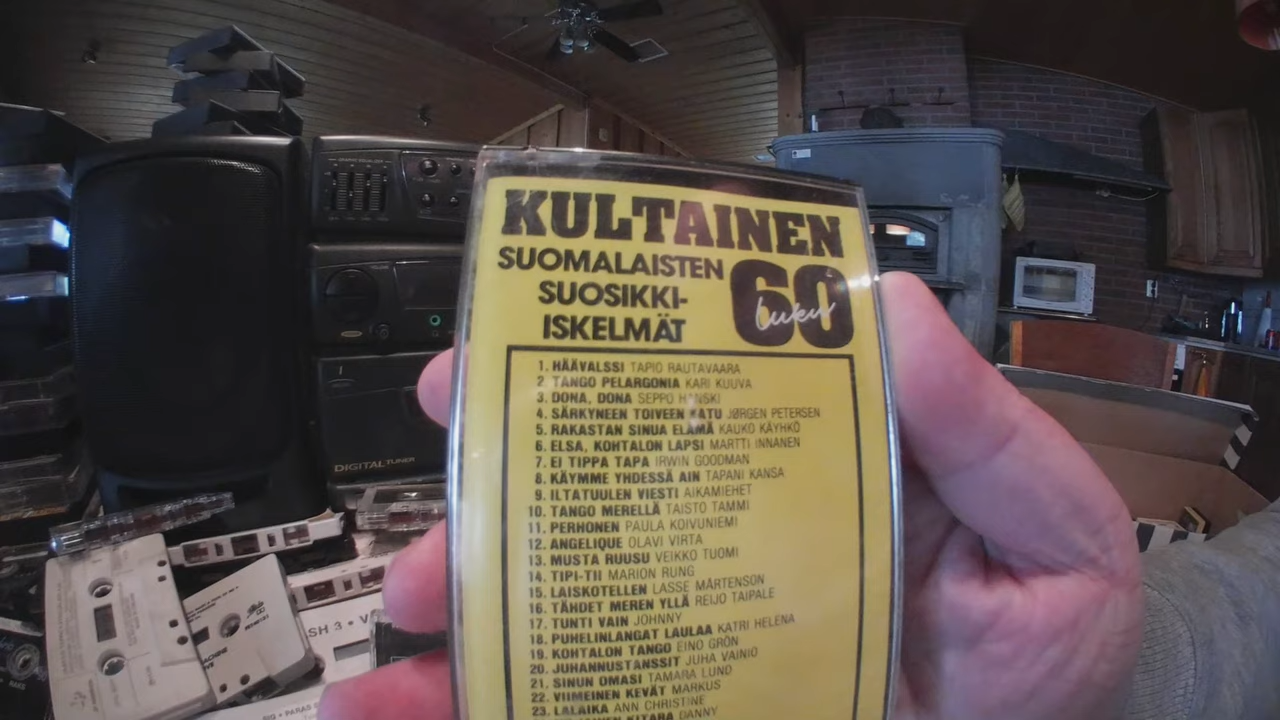 KULTAINEN
SUOMALAISTEN
SUOSIKKI-
ISKELMÄT
60
luku
1. HÄÄVALSSI TAPIO RAUTAVAARA
2. TANGO PELARGONIA KARI KUUVA
3. DONA, DONA SEPPO HANSKI
4. SÄRKYNEEN TOIVEEN KATU JØRGEN PETERSEN
5. RAKASTAN SINUA ELÄMÄ KAUKO KÄYHKÖ
6. ELSA, KOHTALON LAPSI MARTTI INNANEN
7. EI TIPPA TAPA IRWIN GOODMAN
8. KÄYMME YHDESSÄ AIN TAPANI KANSA
9. ILTATUULEN VIESTI AIKAMIEHET
10. TANGO MERELLÄ TAISTO TAMMI
11. PERHONEN PAULA KOIVUNIEMI
12. ANGELIQUE OLAVI VIRTA
13. MUSTA RUUSU VEIKKO TUOMI
14. TIPI-TII MARION RUNG
15. LAISKOTELLEN LASSE MÅRTENSON
16. TÄHDET MEREN YLLÄ REIJO TAIPALE
17. TUNTI VAIN JOHNNY
18. PUHELINLANGAT LAULAA KATRI HELENA
19. KOHTALON TANGO EINO GRÖN
20. JUHANNUSTANSSIT JUHA VAINIO
21. SINUN OMASI TAMARA LUND
22. VIIMEINEN KEVÄT MARKUS
23. LALAIKA ANN CHRISTINE
KITARA DANNY
DIGITAL TUNER
SH 3 • V